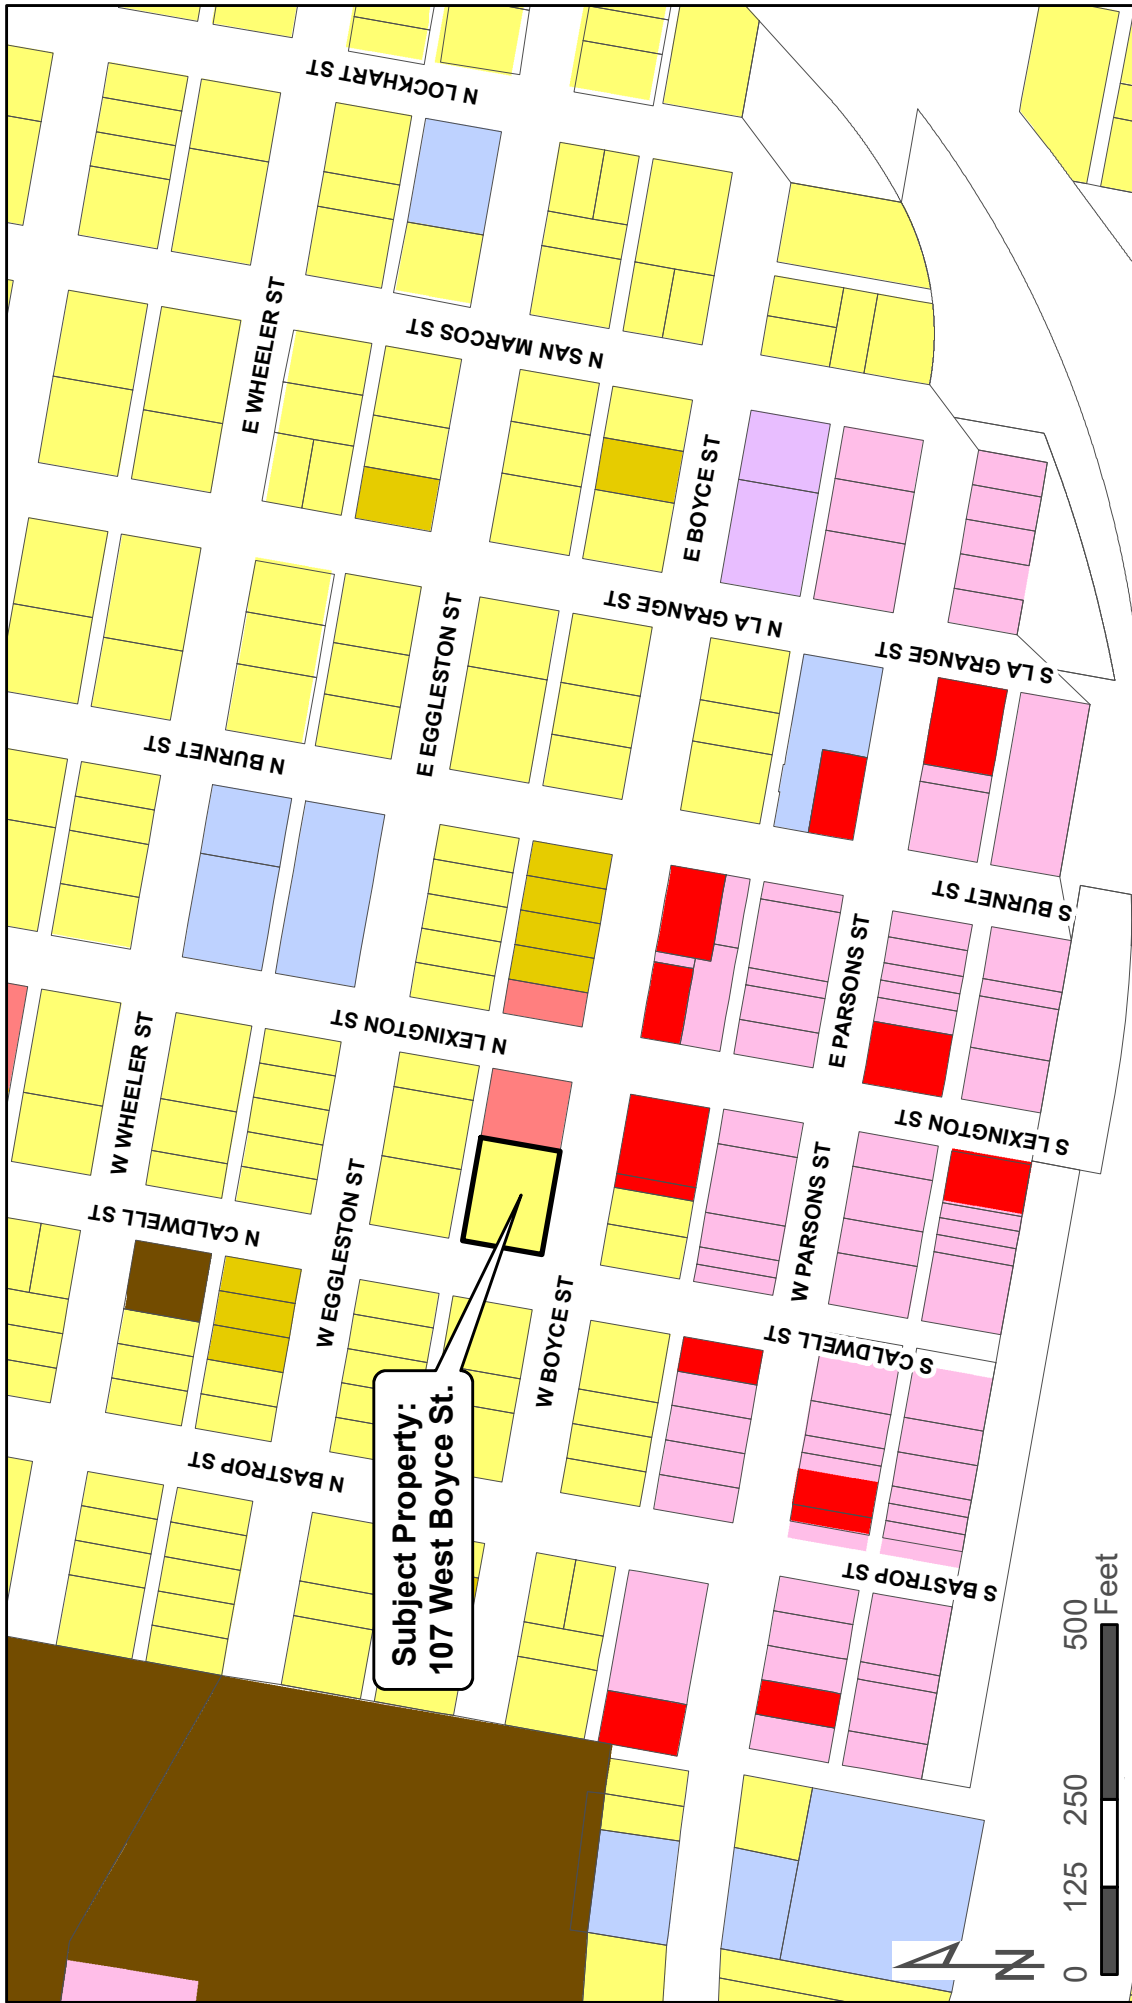 N LOCKHART ST
E WHEELER ST
N SAN MARCOS ST
E BOYCE ST
N LA GRANGE ST
S LA GRANGE ST
E EGGLESTON ST
N BURNET ST
S BURNET ST
E PARSONS ST
N LEXINGTON ST
S LEXINGTON ST
W WHEELER ST
W PARSONS ST
N CALDWELL ST
W EGGLESTON ST
W BOYCE ST
S CALDWELL ST
N BASTROP ST
S BASTROP ST
Subject Property:
107 West Boyce St.
0 125 250 500
Feet
N